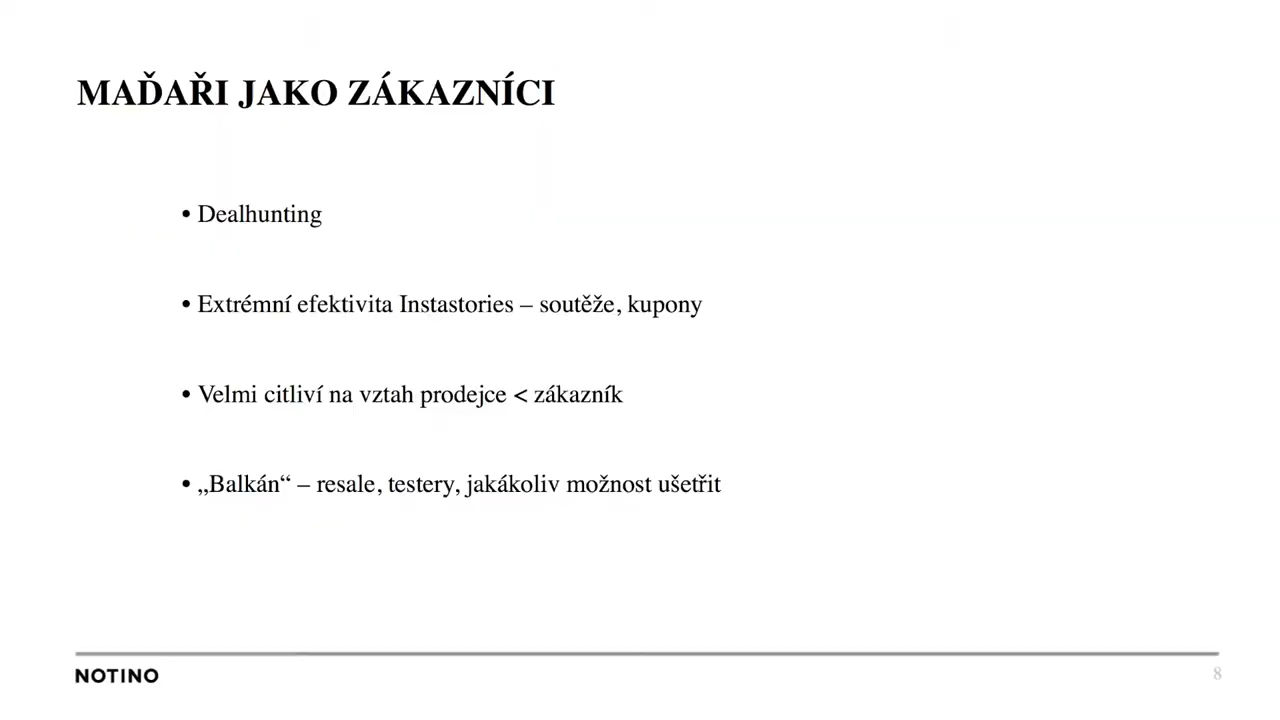 MAĎAŘI JAKO ZÁKAZNÍCI
• Dealhunting
• Extrémní efektivita Instastories – soutěže, kupony
• Velmi citliví na vztah prodejce < zákazník
• „Balkán“ – resale, testery, jakákoliv možnost ušetřit
NOTINO
8